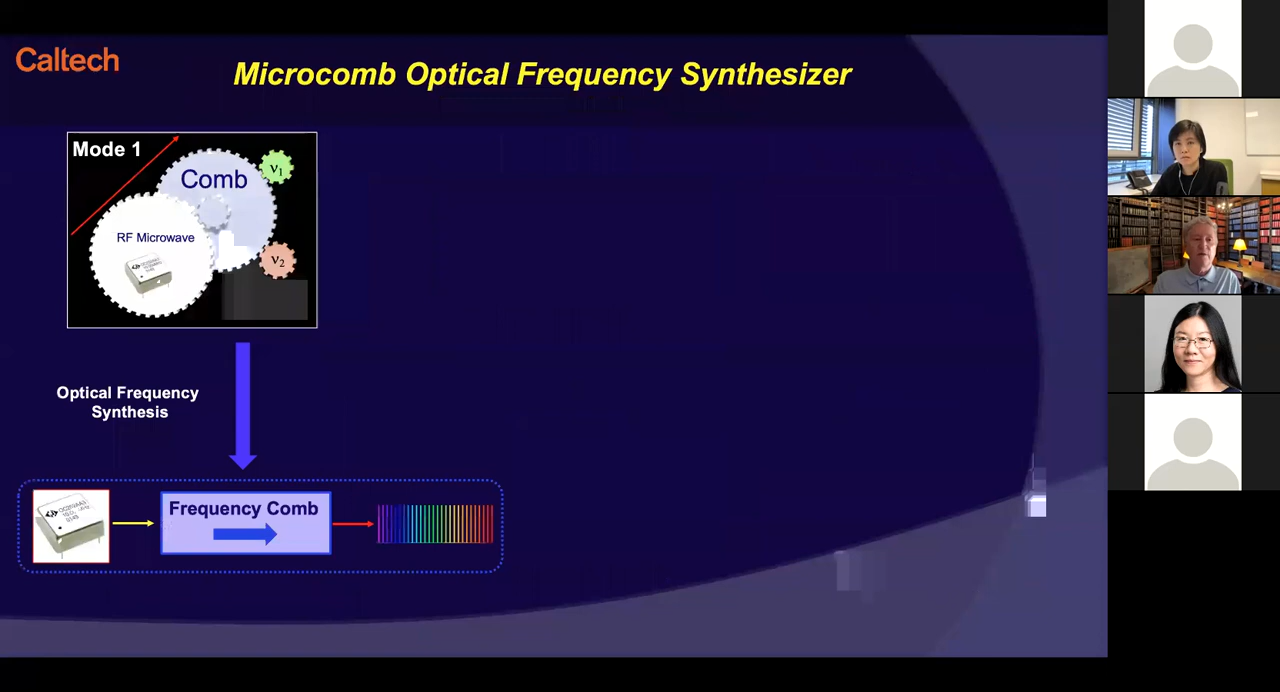 Caltech
Microcomb Optical Frequency Synthesizer
Mode 1
Comb
ν1
RF Microwave
ν2
Optical Frequency
Synthesis
Frequency Comb